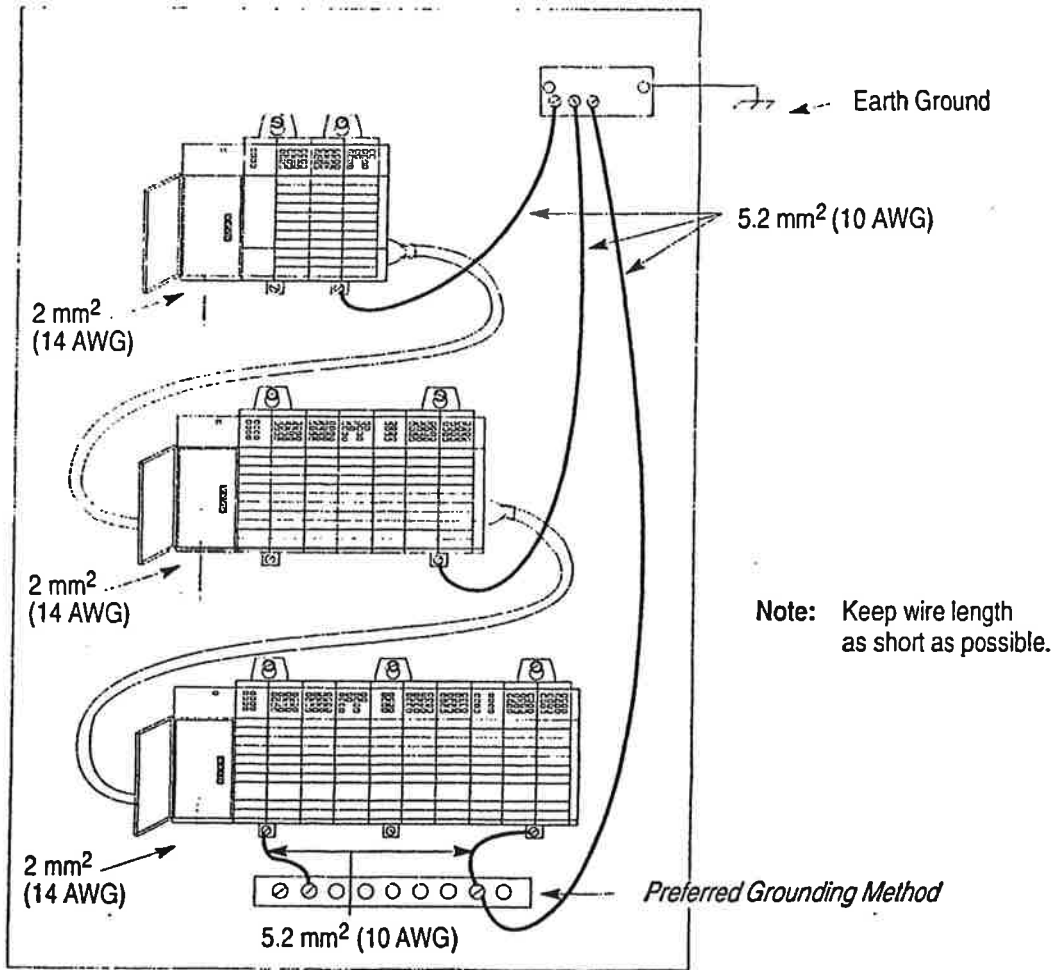 Earth Ground
5.2 mm² (10 AWG)
2 mm²
(14 AWG)
2 mm²
(14 AWG)
Note: Keep wire length
as short as possible.
2 mm²
(14 AWG)
Preferred Grounding Method
5.2 mm² (10 AWG)